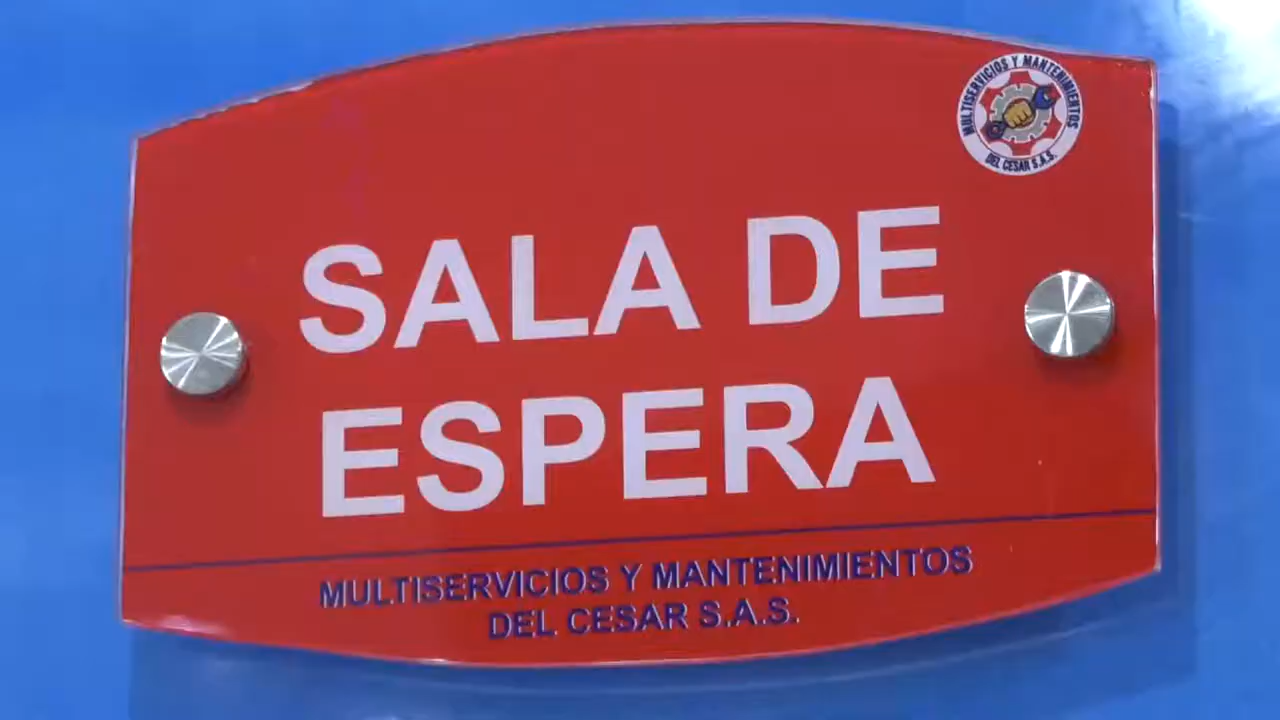 MULTISERVICIOS Y MANTENIMIENTOS
DEL CESAR S.A.S.
SALA DE
ESPERA
MULTISERVICIOS Y MANTENIMIENTOS
DEL CESAR S.A.S.